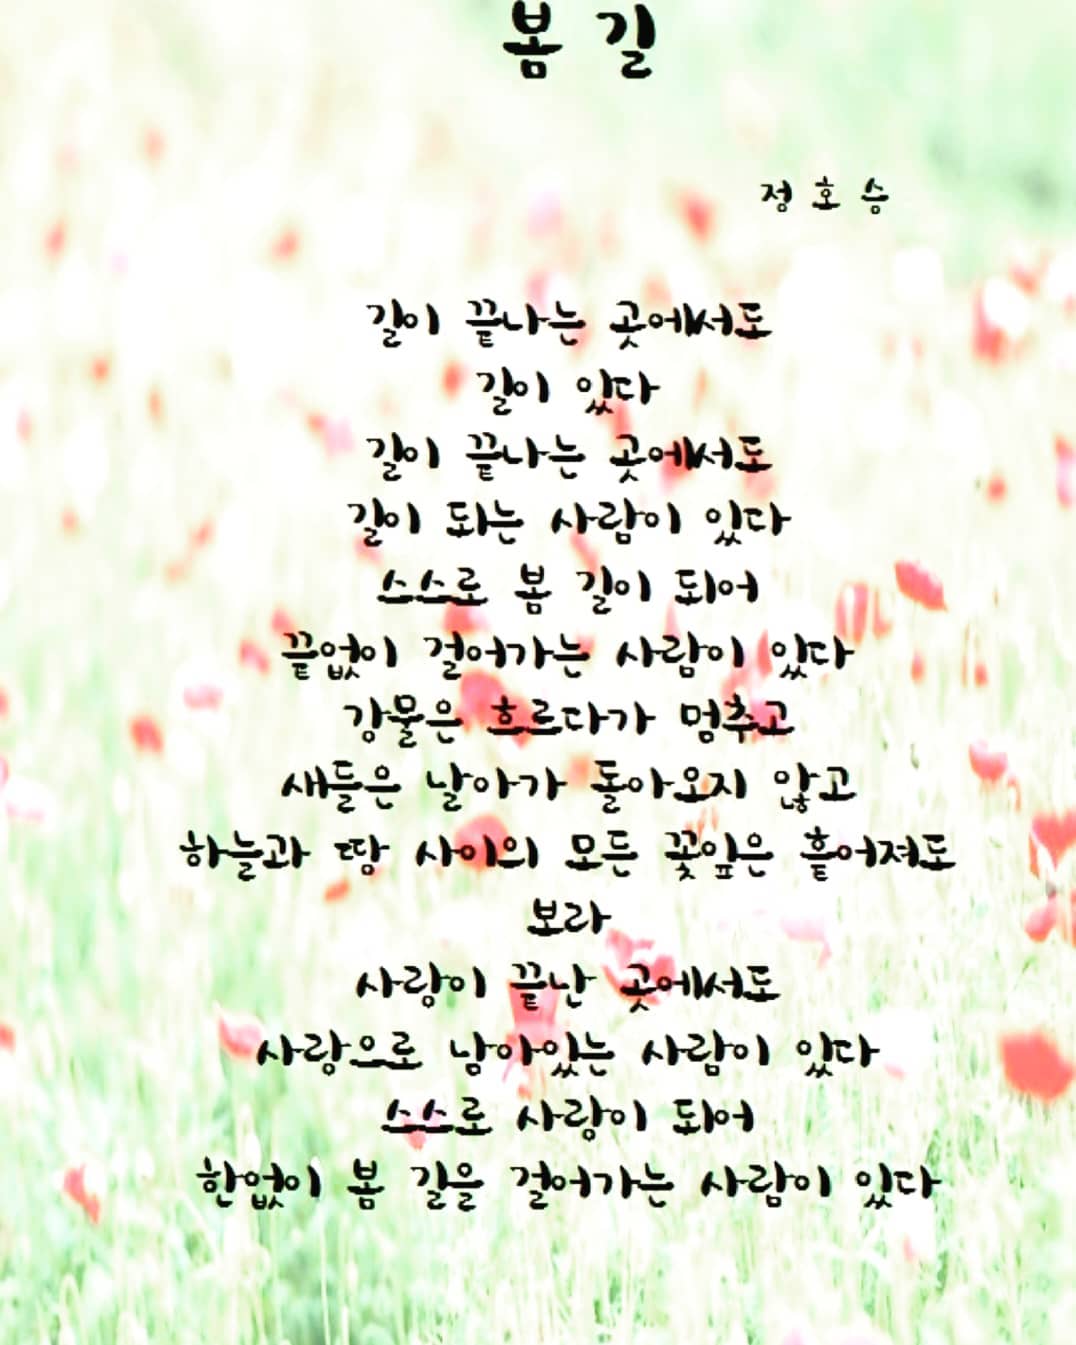 봄 길
정 호 승
길이 끝나는 곳에서도
길이 있다
길이 끝나는 곳에서도
길이 되는 사람이 있다
스스로 봄 길이 되어
끝없이 걸어가는 사람이 있다
강물은 흐르다가 멈추고
새들은 날아가 돌아오지 않고
하늘과 땅 사이의 모든 꽃잎은 흩어져도
보라
사랑이 끝난 곳에서도
사랑으로 남아있는 사람이 있다
스스로 사랑이 되어
한없이 봄 길을 걸어가는 사람이 있다